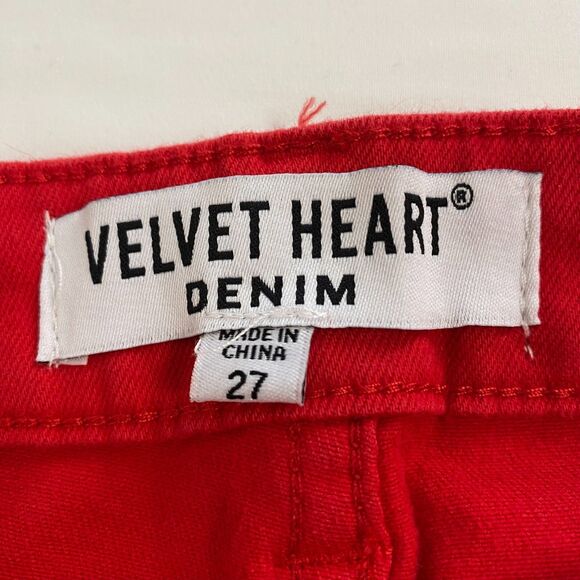 VELVET HEART®
DENIM
MADE IN
CHINA
27